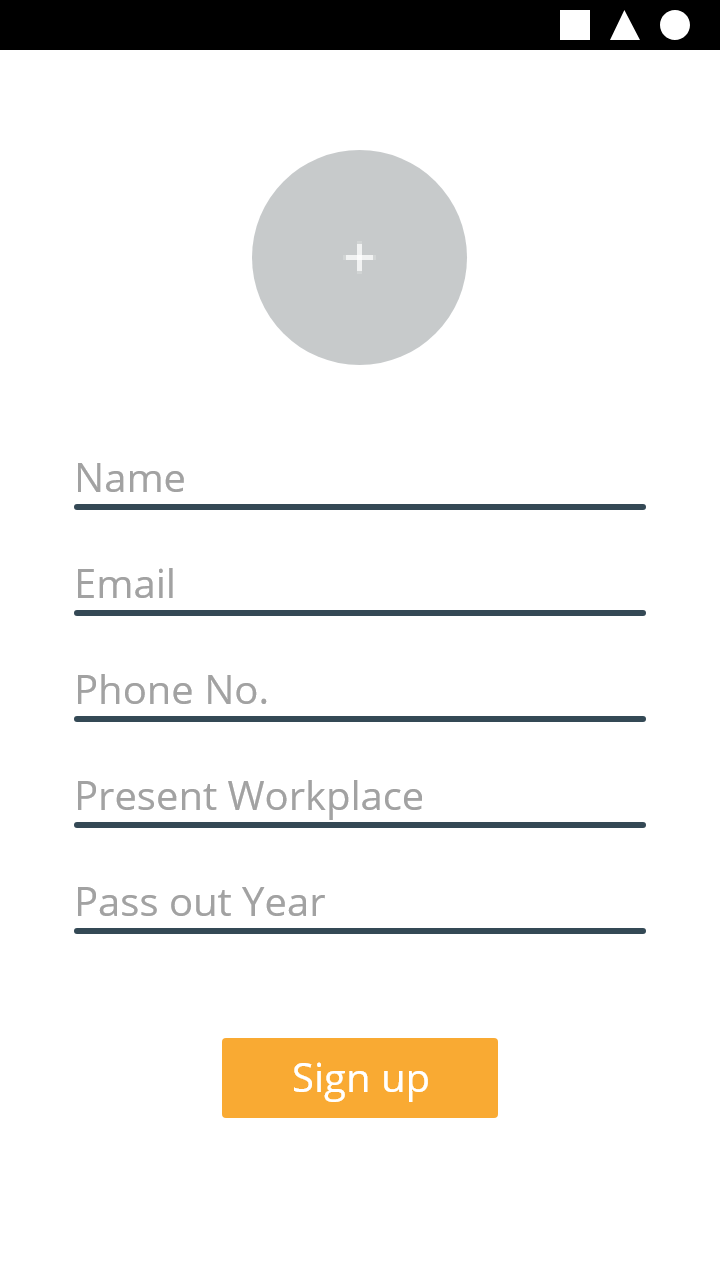 Name
Email
Phone No.
Present Workplace
Pass out Year
Sign up